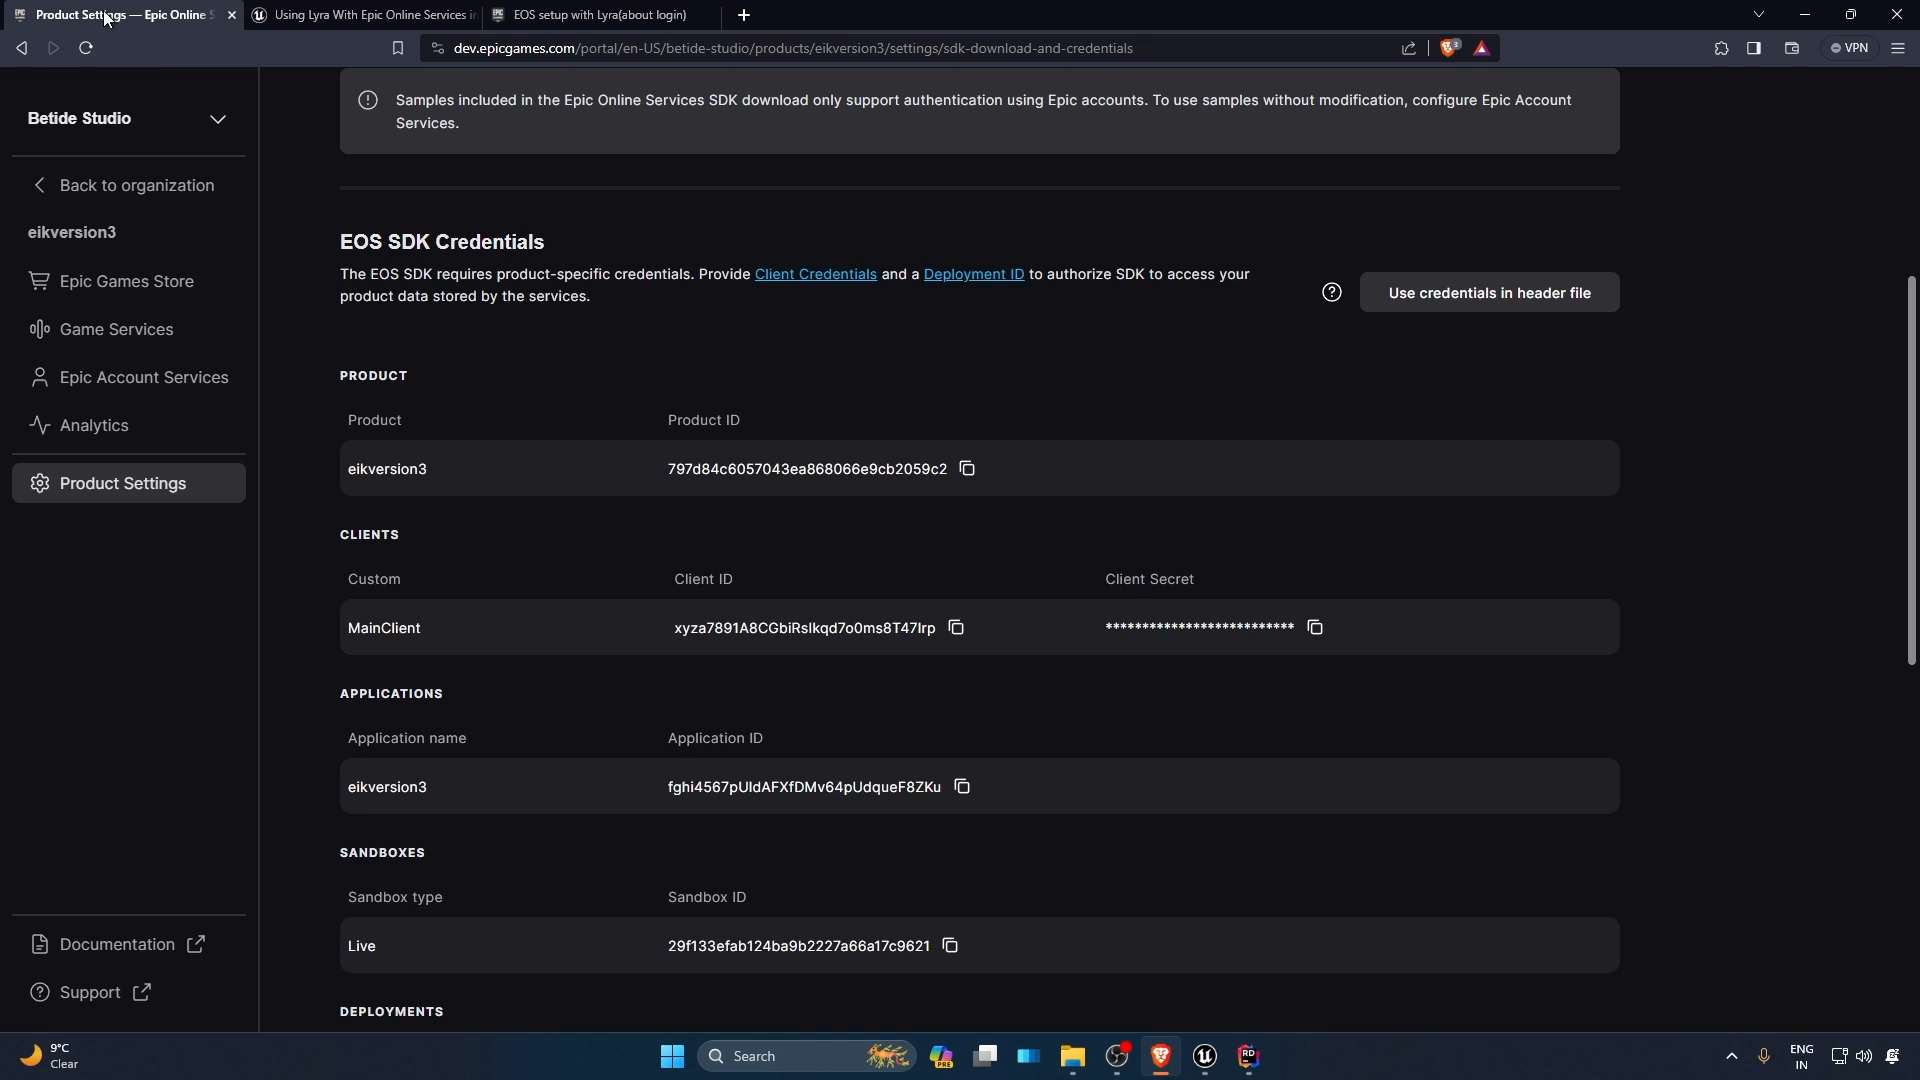 Product Settings — Epic Online S
Using Lyra With Epic Online Services in
EOS setup with Lyra(about login)
dev.epicgames.com/portal/en-US/betide-studio/products/eikversion3/settings/sdk-download-and-credentials
3
VPN
Betide Studio
Back to organization
eikversion3
Epic Games Store
Game Services
Epic Account Services
Analytics
Product Settings
Documentation
Support
Samples included in the Epic Online Services SDK download only support authentication using Epic accounts. To use samples without modification, configure Epic Account
Services.
EOS SDK Credentials
The EOS SDK requires product-specific credentials. Provide Client Credentials and a Deployment ID to authorize SDK to access your
product data stored by the services.
Use credentials in header file
PRODUCT
Product Product ID
eikversion3 797d84c6057043ea868066e9cb2059c2
CLIENTS
Custom Client ID Client Secret
MainClient xyza7891A8CGbiRslkqd7o0ms8T47lrp **************************
APPLICATIONS
Application name Application ID
eikversion3 fghi4567pUldAFXfDMv64pUdqueF8ZKu
SANDBOXES
Sandbox type Sandbox ID
Live 29f133efab124ba9b2227a66a17c9621
DEPLOYMENTS
9°C
Clear
Search
PRE
RD
ENG
IN